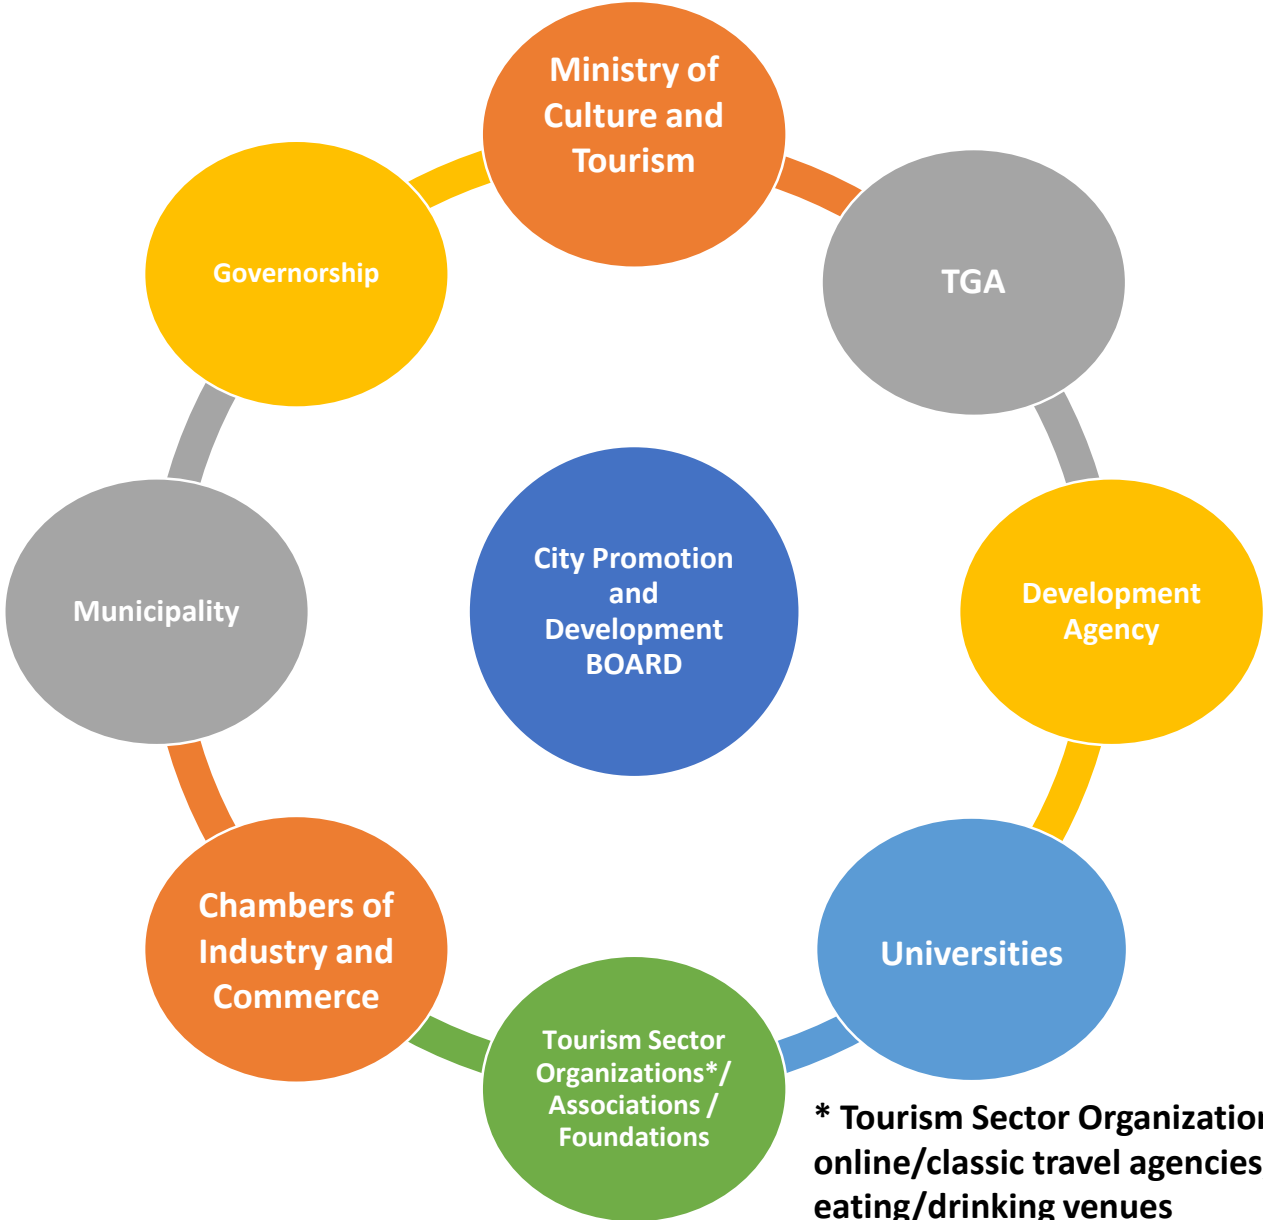 Ministry of
Culture and
Tourism
Governorship
TGA
City Promotion
and
Development
BOARD
Municipality
Development
Agency
Chambers of
Industry and
Commerce
Universities
Tourism Sector
Organizations*/
Associations /
Foundations
* Tourism Sector
online/classic travel agencies
eating/drinking venues